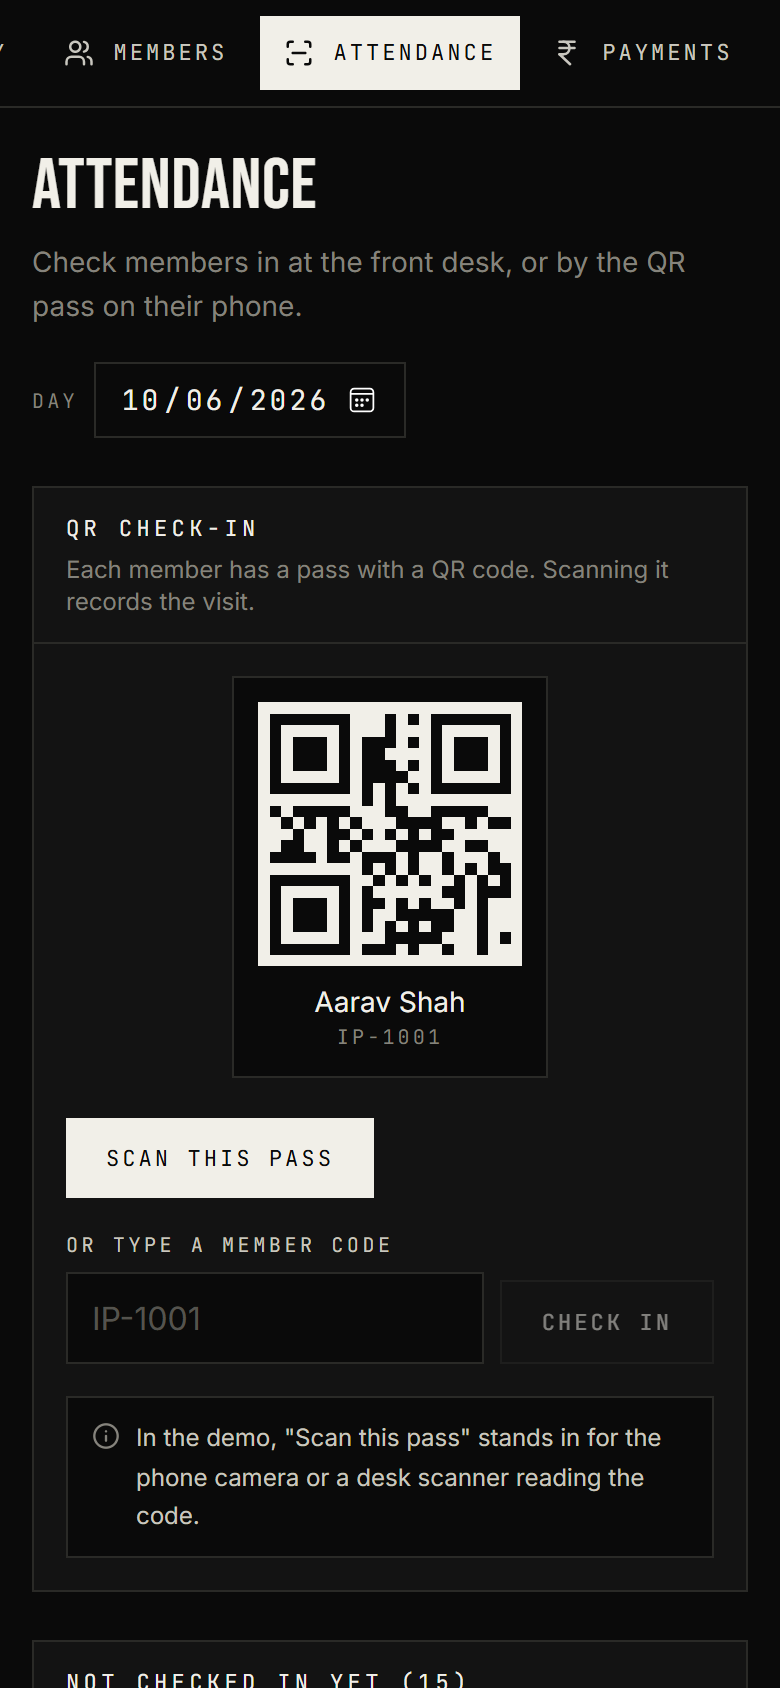 MEMBERS
ATTENDANCE
PAYMENTS
ATTENDANCE
Check members in at the front desk, or by the QR
pass on their phone.
DAY
10/06/2026
QR CHECK-IN
Each member has a pass with a QR code. Scanning it
records the visit.
Aarav Shah
IP-1001
SCAN THIS PASS
OR TYPE A MEMBER CODE
IP-1001
CHECK IN
In the demo, "Scan this pass" stands in for the
phone camera or a desk scanner reading the
code.
NOT CHECKED IN YET (15)